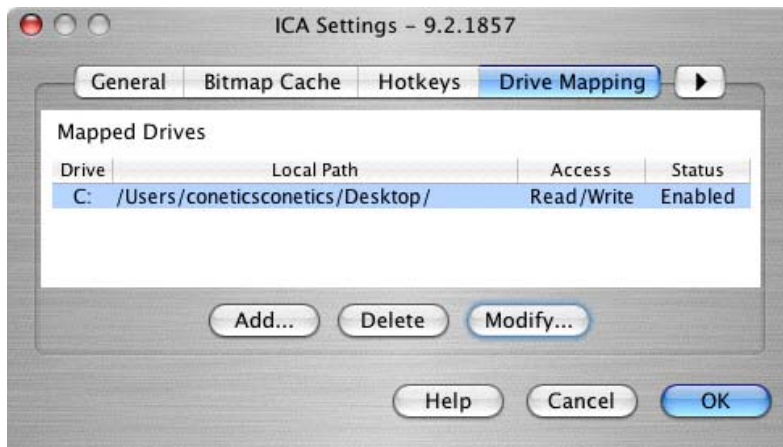 ICA Settings – 9.2.1857
General Bitmap Cache Hotkeys Drive Mapping
Mapped Drives
Drive Local Path Access Status
C: /Users/coneticsconetics/Desktop/ Read/Write Enabled
Add... Delete Modify...
Help Cancel OK